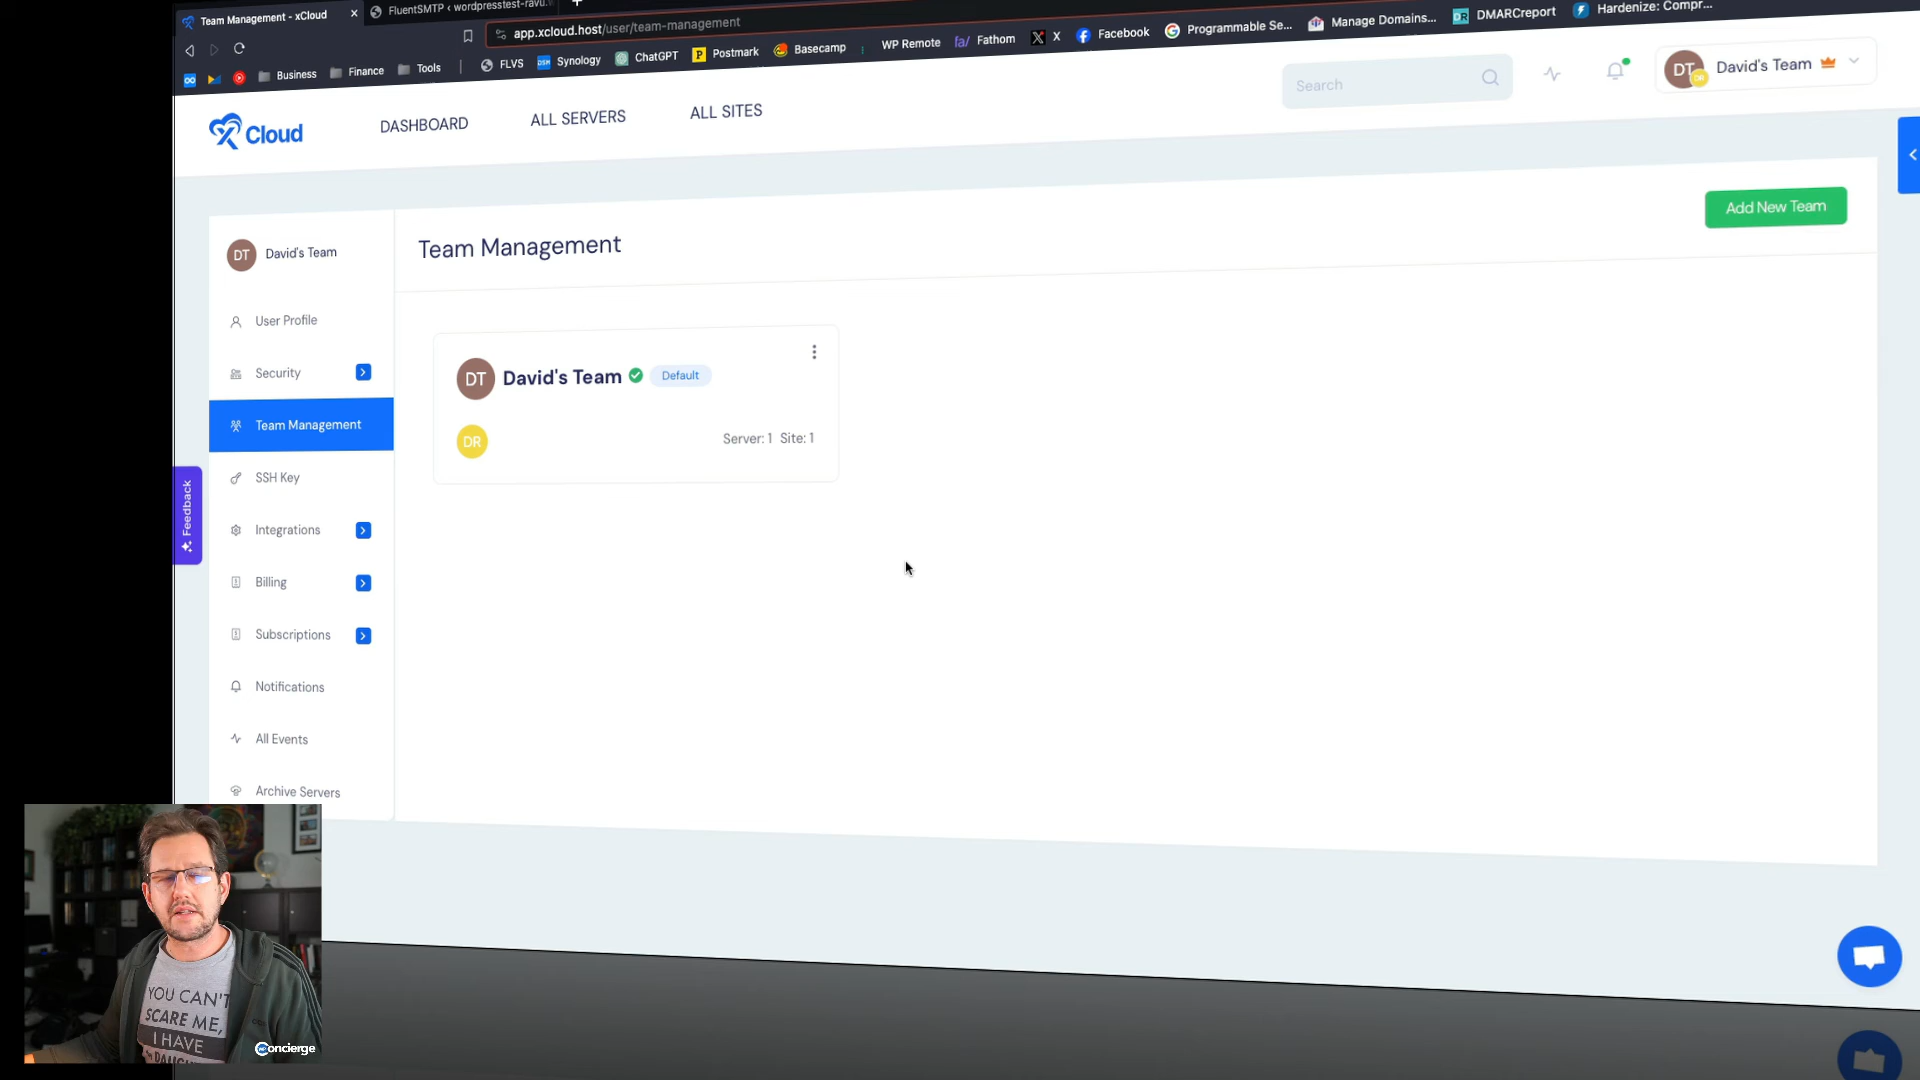 Team Management - xCloud
FluentSMTP ‹ wordpresstest-ravu.
app.xcloud.host/user/team-management
Business
Finance
Tools
FLVS
Synology
ChatGPT
Postmark
Basecamp
WP Remote
Fathom
X
Facebook
Programmable Se...
Manage Domains...
DMARCreport
Hardenize: Compr...
Cloud
DASHBOARD
ALL SERVERS
ALL SITES
Search
DT
DR
David's Team
DT
David's Team
User Profile
Security
Team Management
SSH Key
Integrations
Billing
Subscriptions
Notifications
All Events
Archive Servers
Feedback
Team Management
Add New Team
DT
David's Team
Default
DR
Server: 1 Site: 1
YOU CAN'T
SCARE ME,
I HAVE
DAUGH
Concierge